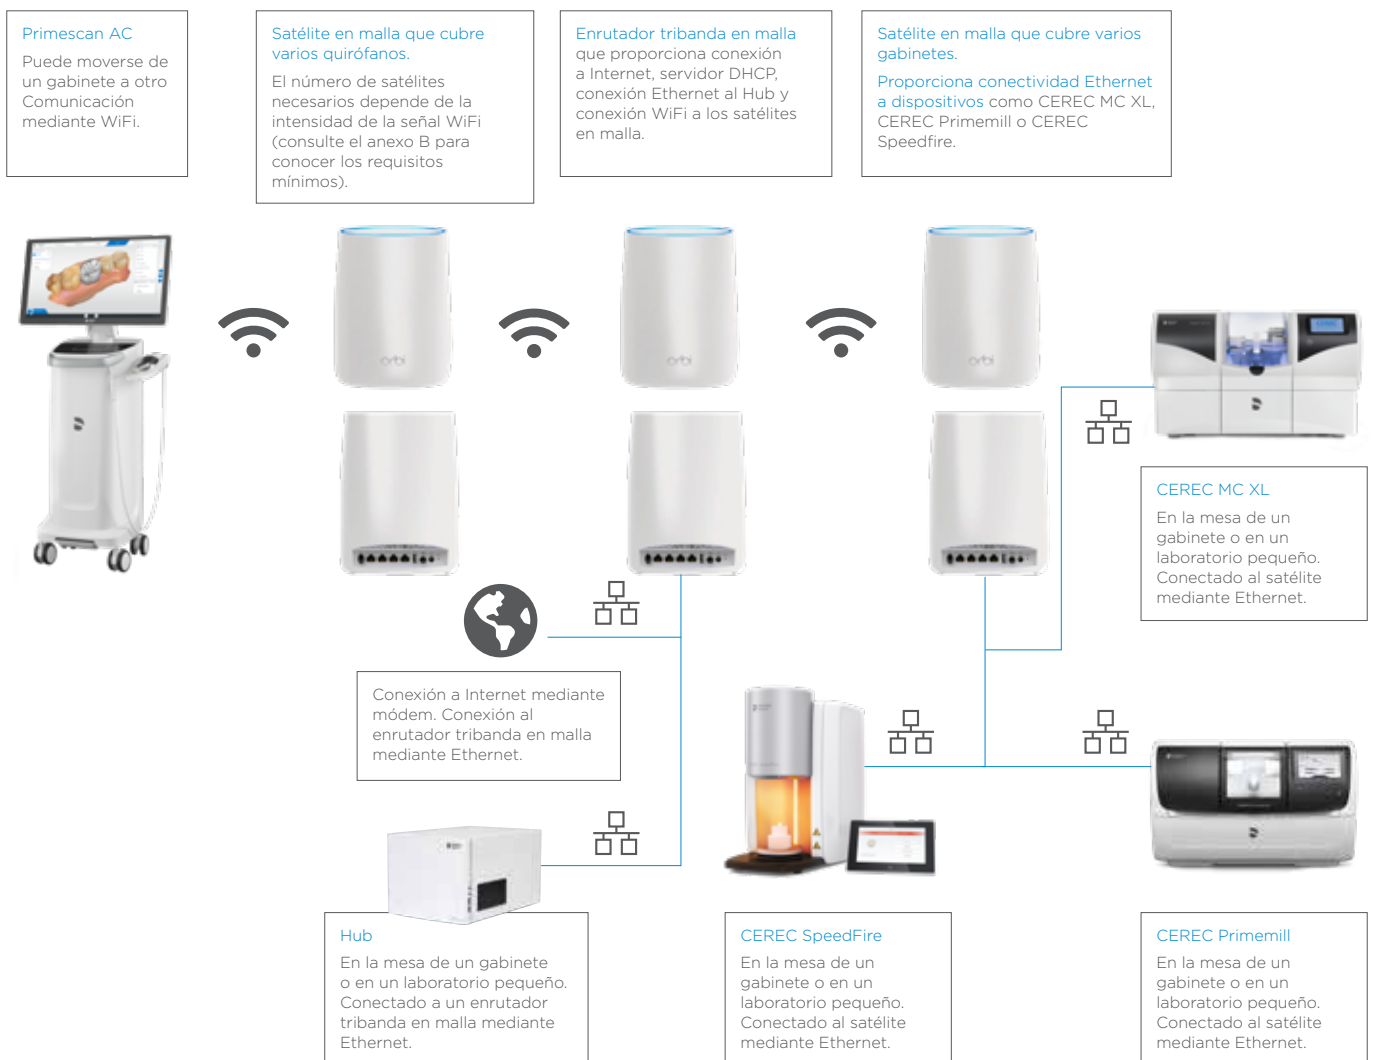 Primescan AC
Puede moverse de
un gabinete a otro
Comunicación
mediante WiFi.
Satélite en malla que cubre
varios quirófanos.
El número de satélites
necesarios depende de la
intensidad de la señal WiFi
(consulte el anexo B para
conocer los requisitos
mínimos).
Enrutador tribanda en malla
que proporciona conexión
a Internet, servidor DHCP,
conexión Ethernet al Hub y
conexión WiFi a los satélites
en malla.
Satélite en malla que cubre varios
gabinetes.
Proporciona conectividad Ethernet
a dispositivos como CEREC MC XL,
CEREC Primemill o CEREC
Speedfire.
orbi
orbi
orbi
CEREC MC XL
En la mesa de un
gabinete o en un
laboratorio pequeño.
Conectado al satélite
mediante Ethernet.
Conexión a Internet mediante
módem. Conexión al
enrutador tribanda en malla
mediante Ethernet.
Hub
En la mesa de un gabinete
o en un laboratorio pequeño.
Conectado a un enrutador
tribanda en malla mediante
Ethernet.
CEREC SpeedFire
En la mesa de un
gabinete o en un
laboratorio pequeño.
Conectado al satélite
mediante Ethernet.
CEREC Primemill
En la mesa de un
gabinete o en un
laboratorio pequeño.
Conectado al satélite
mediante Ethernet.